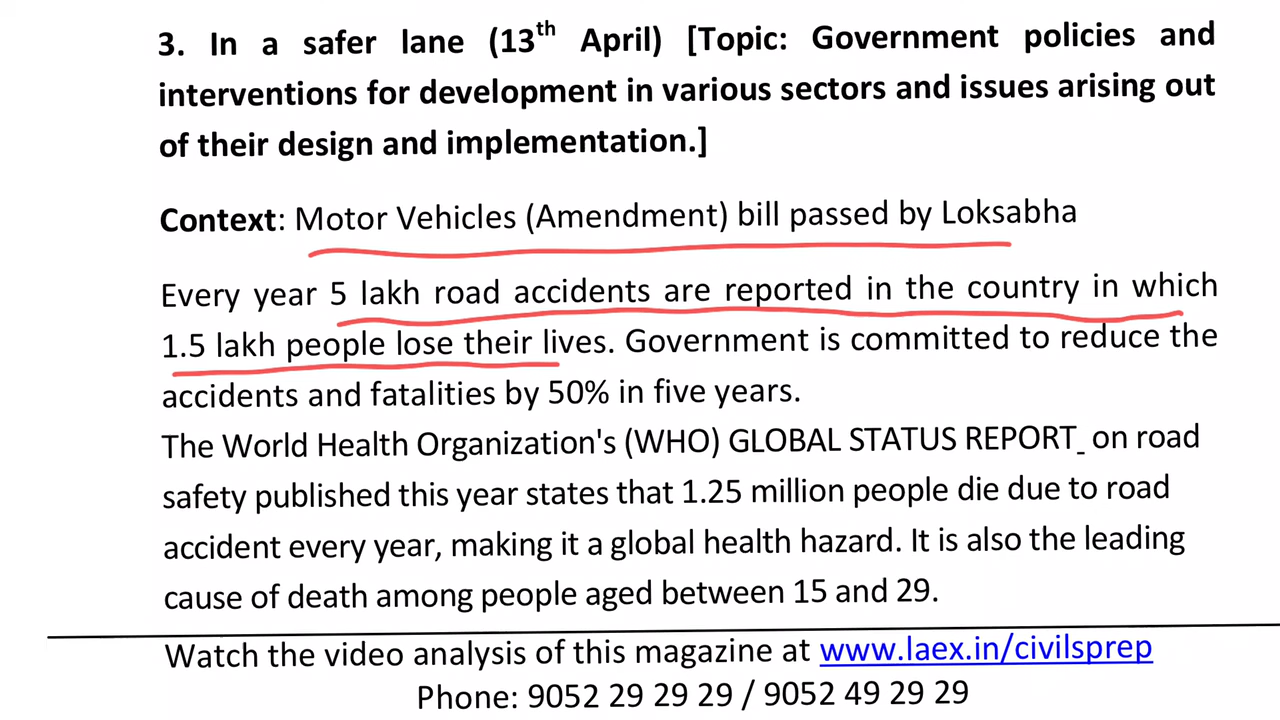 3. In a safer lane (13th April) [Topic: Government policies and
interventions for development in various sectors and issues arising out
of their design and implementation.]
Context: Motor Vehicles (Amendment) bill passed by Loksabha
Every year 5 lakh road accidents are reported in the country in which
1.5 lakh people lose their lives. Government is committed to reduce the
accidents and fatalities by 50% in five years.
The World Health Organization's (WHO) GLOBAL STATUS REPORT_ on road
safety published this year states that 1.25 million people die due to road
accident every year, making it a global health hazard. It is also the leading
cause of death among people aged between 15 and 29.
Watch the video analysis of this magazine at www.laex.in/civilsprep
Phone: 9052 29 29 29 / 9052 49 29 29